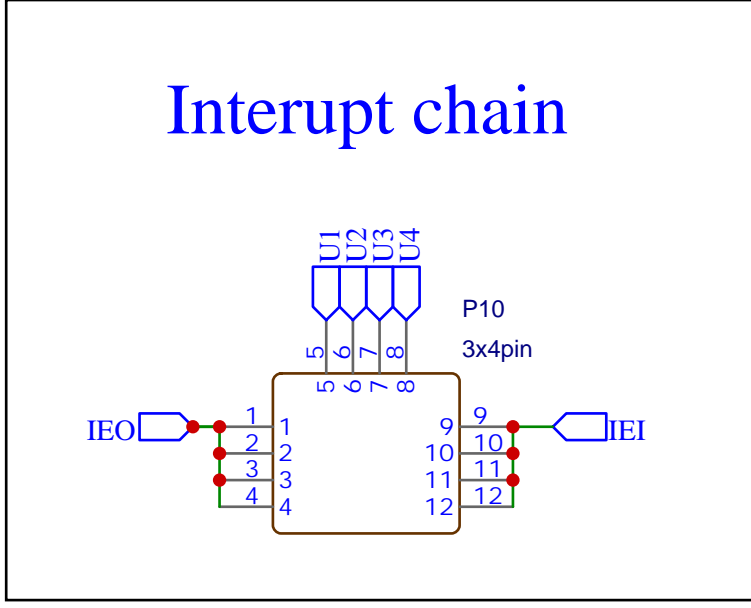 Interupt chain
U1 U2 U3 U4
P10
3x4pin
5 6 7 8
5 6 7 8
IEO 1 1 9 9 IEI
2 2 10 10
3 3 11 11
4 4 12 12